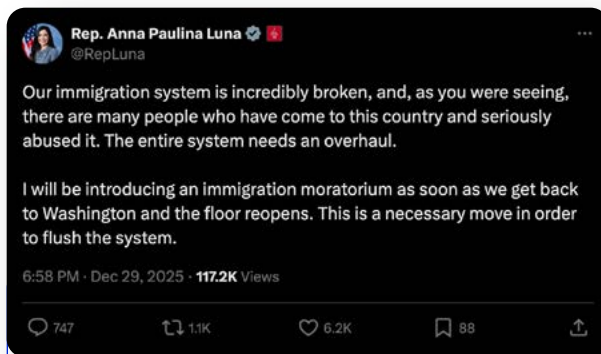 Rep. Anna Paulina Luna
@RepLuna
Our immigration system is incredibly broken, and, as you were seeing,
there are many people who have come to this country and seriously
abused it. The entire system needs an overhaul.
I will be introducing an immigration moratorium as soon as we get back
to Washington and the floor reopens. This is a necessary move in order
to flush the system.
6:58 PM · Dec 29, 2025 · 117.2K Views
747 1.1K 6.2K 88